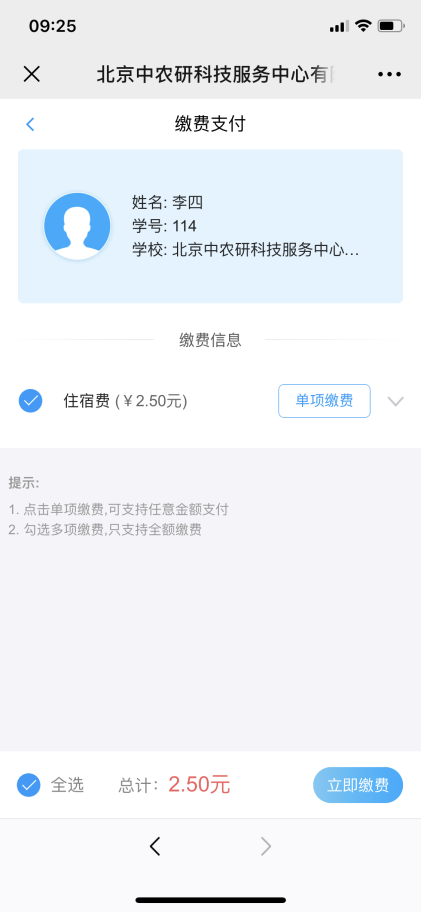 09:25
北京中农研科技服务中心有
缴费支付
姓名: 李四
学号: 114
学校: 北京中农研科技服务中心...
缴费信息
住宿费 (￥2.50元)
单项缴费
提示:
1. 点击单项缴费,可支持任意金额支付
2. 勾选多项缴费,只支持全额缴费
全选
总计: 2.50元
立即缴费